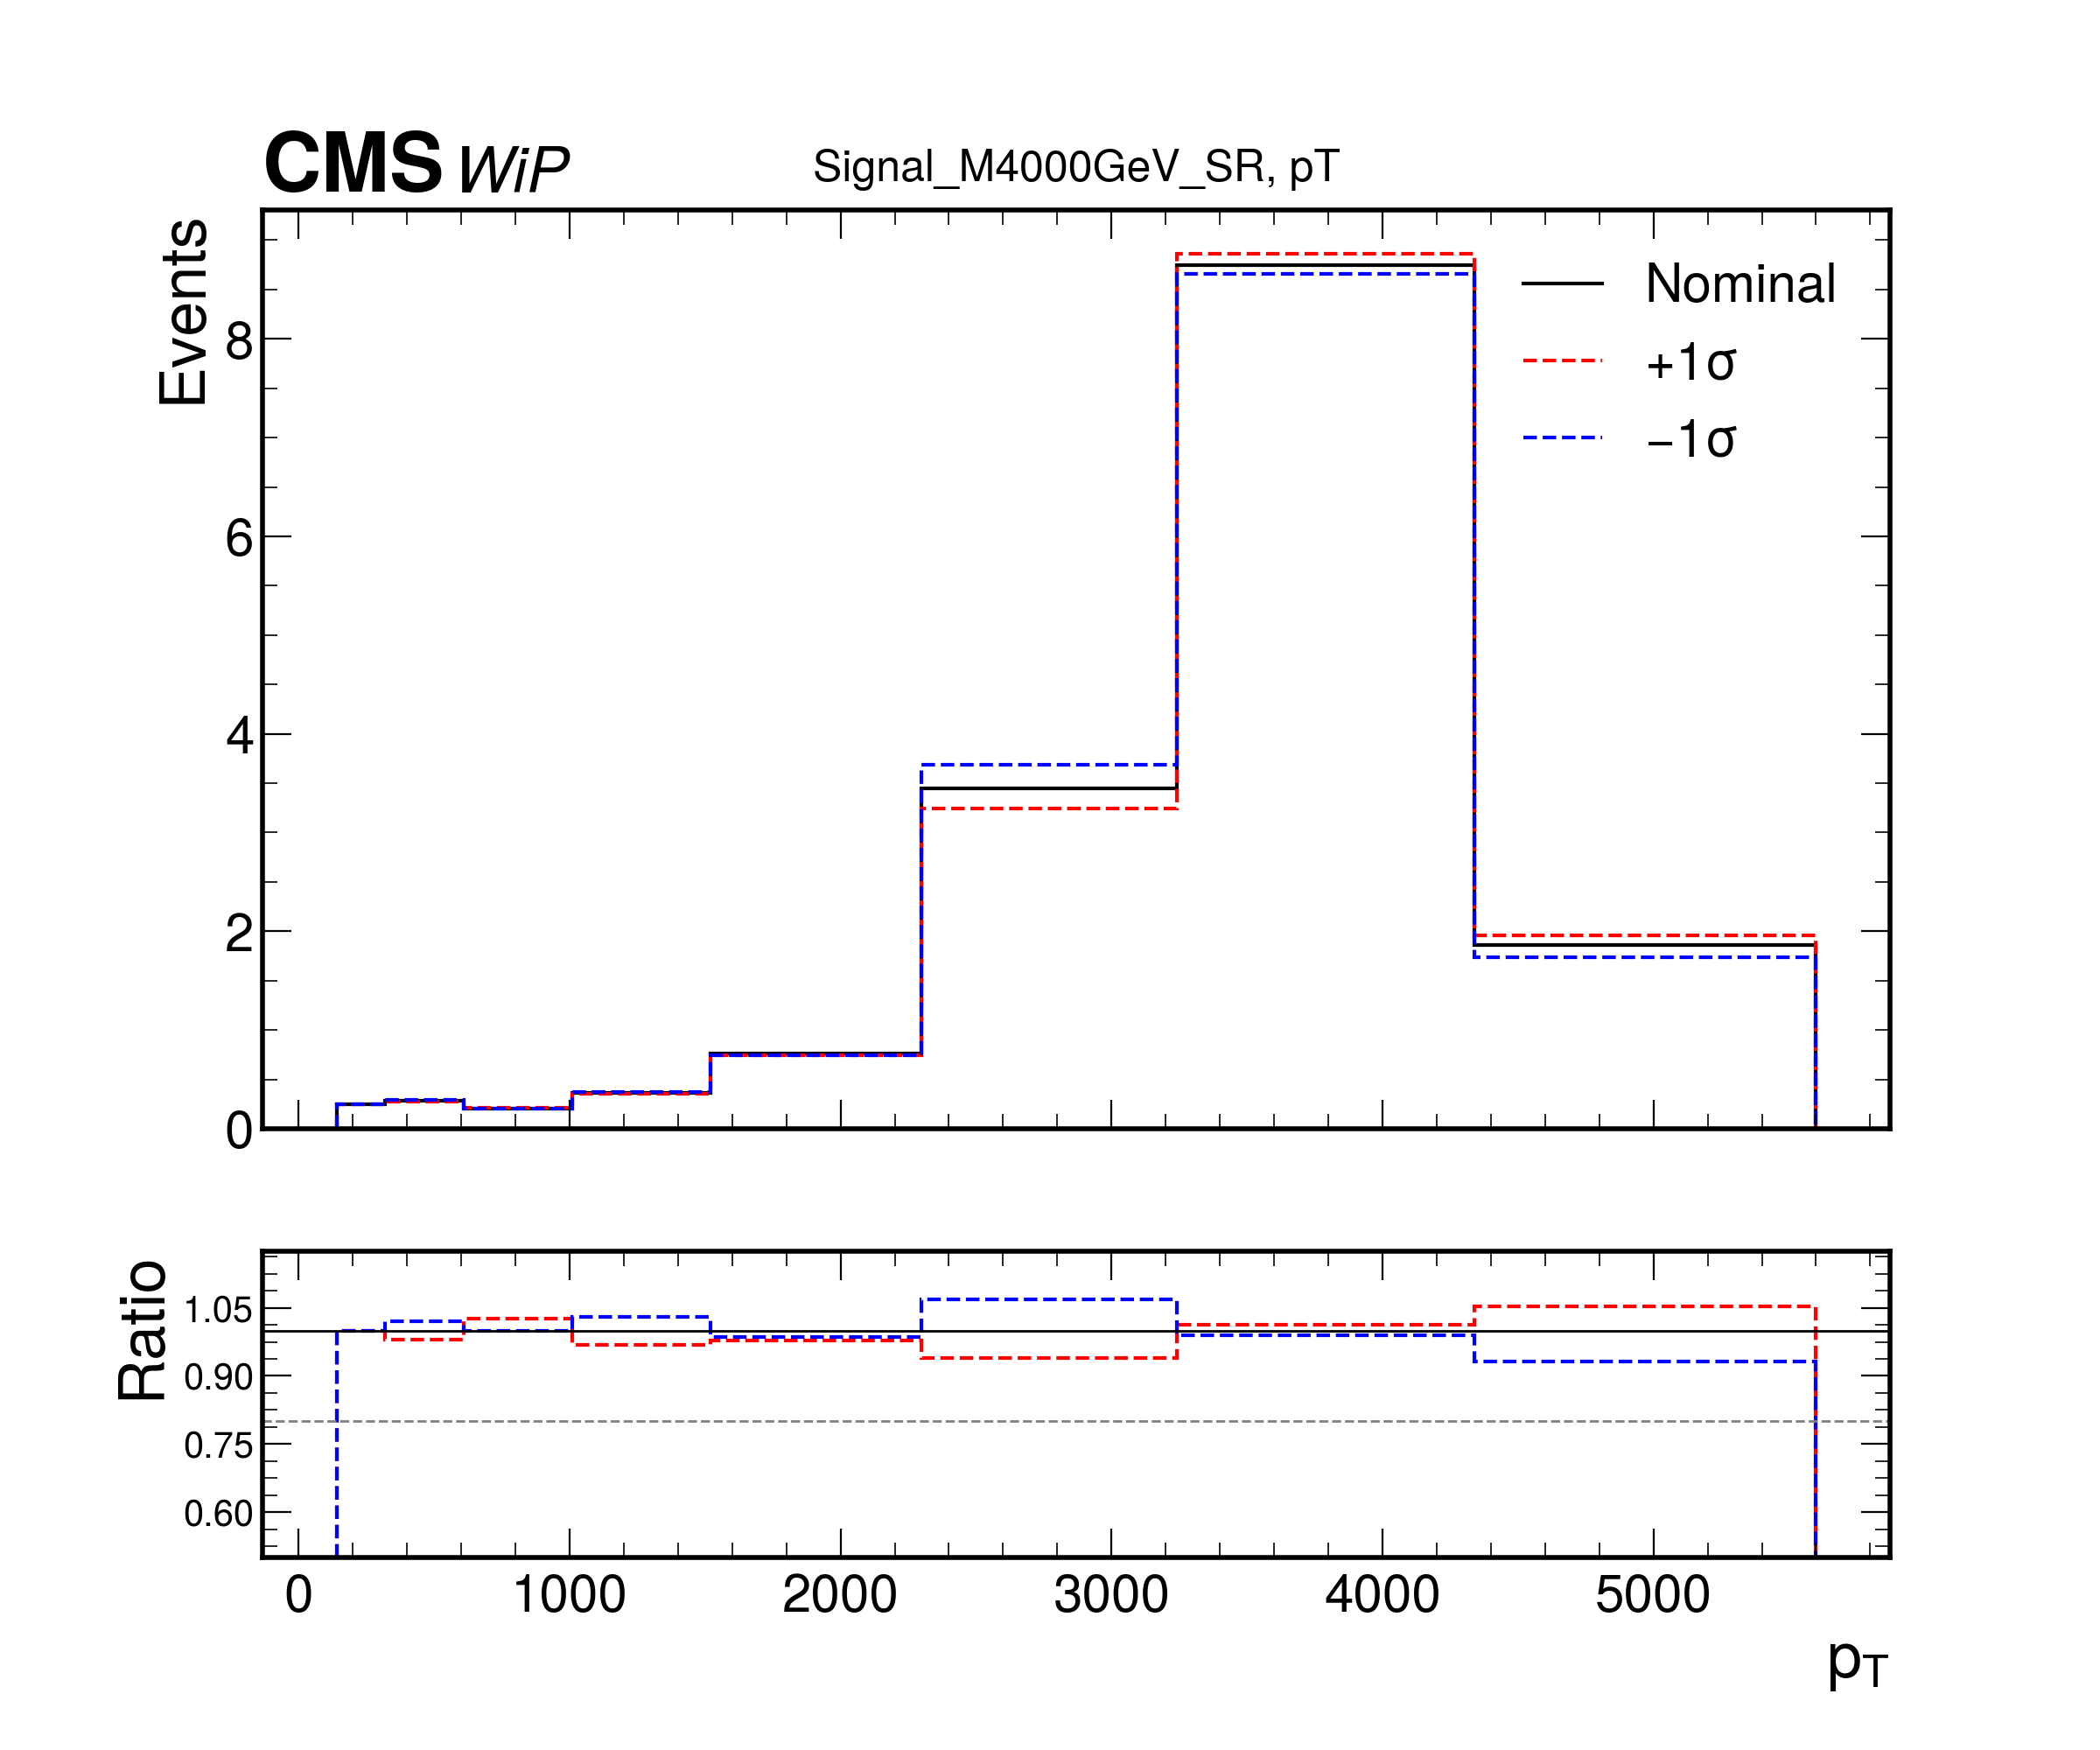 CMS WiP
Signal_M4000GeV_SR, pT
Events
8
6
4
2
0
Nominal
+1σ
−1σ
Ratio
1.05
0.90
0.75
0.60
0 1000 2000 3000 4000 5000
pT